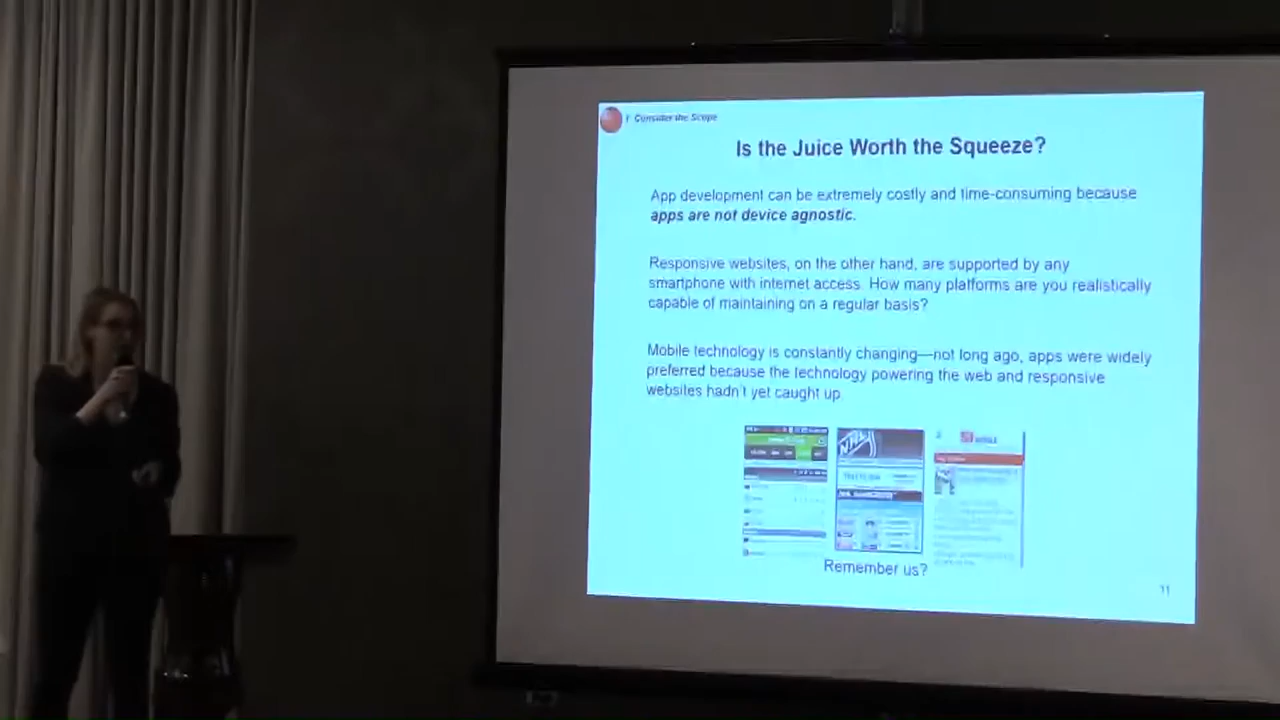 1 Consider the Scope
Is the Juice Worth the Squeeze?
App development can be extremely costly and time-consuming because
apps are not device agnostic.
Responsive websites, on the other hand, are supported by any
smartphone with internet access. How many platforms are you realistically
capable of maintaining on a regular basis?
Mobile technology is constantly changing—not long ago, apps were widely
preferred because the technology powering the web and responsive
websites hadn't yet caught up.
NHL
Remember us?
11